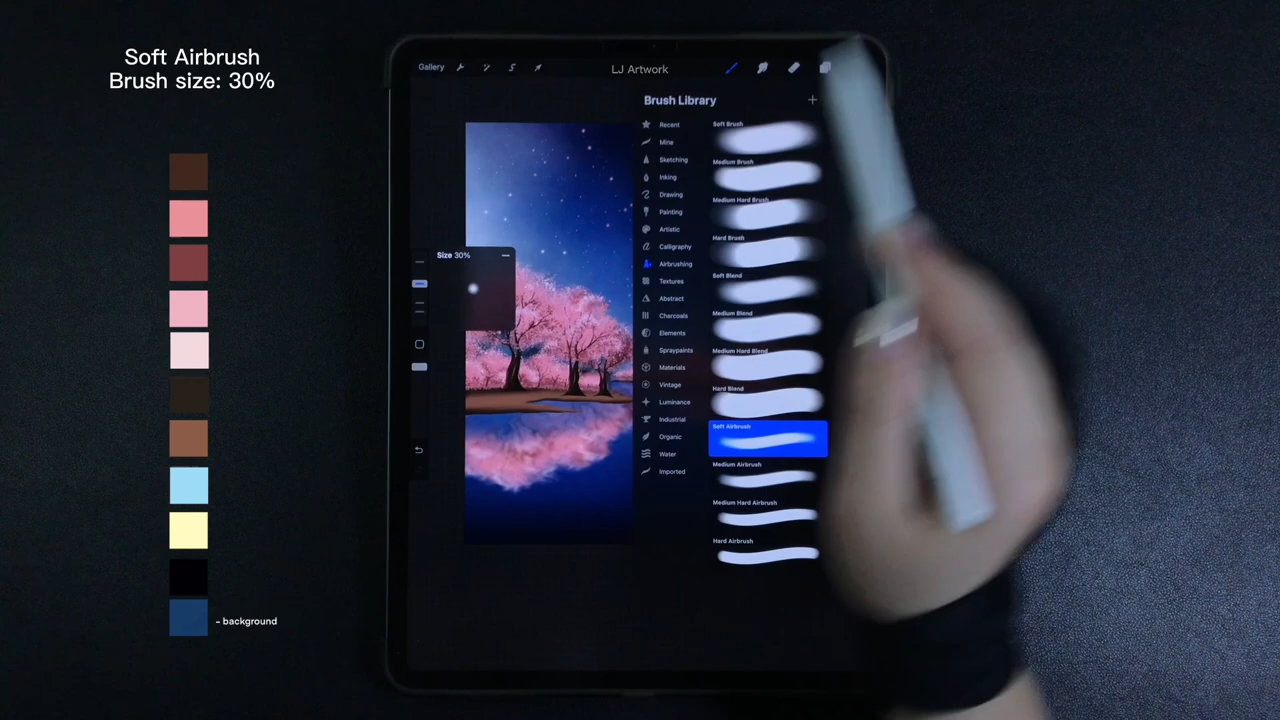 Soft Airbrush
Brush size: 30%
Gallery
LJ Artwork
Brush Library
Recent
Mine
Sketching
Inking
Drawing
Painting
Artistic
Calligraphy
Airbrushing
Textures
Abstract
Charcoals
Elements
Spraypaints
Materials
Vintage
Luminance
Industrial
Organic
Water
Imported
Soft Brush
Medium Brush
Medium Hard Brush
Hard Brush
Soft Blend
Medium Blend
Medium Hard Blend
Hard Blend
Soft Airbrush
Medium Airbrush
Medium Hard Airbrush
Hard Airbrush
Size 30%
- background